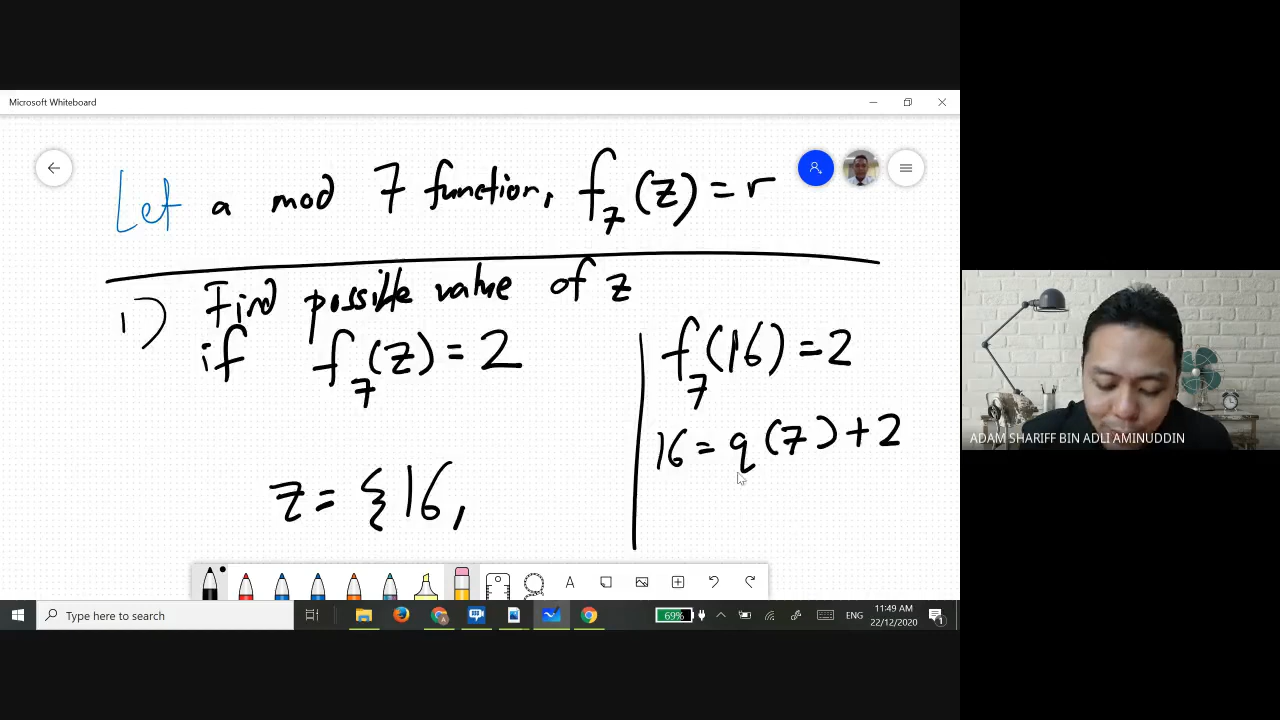 Microsoft Whiteboard
Let a mod 7 function, f₇(z) = r
1) Find possible value of z
if f₇(z) = 2
f₇(16) = 2
16 = q(7) + 2
z = {16,
ADAM SHARIFF BIN ADLI AMINUDDIN
A
Type here to search
69%
ENG
11:49 AM
22/12/2020
1